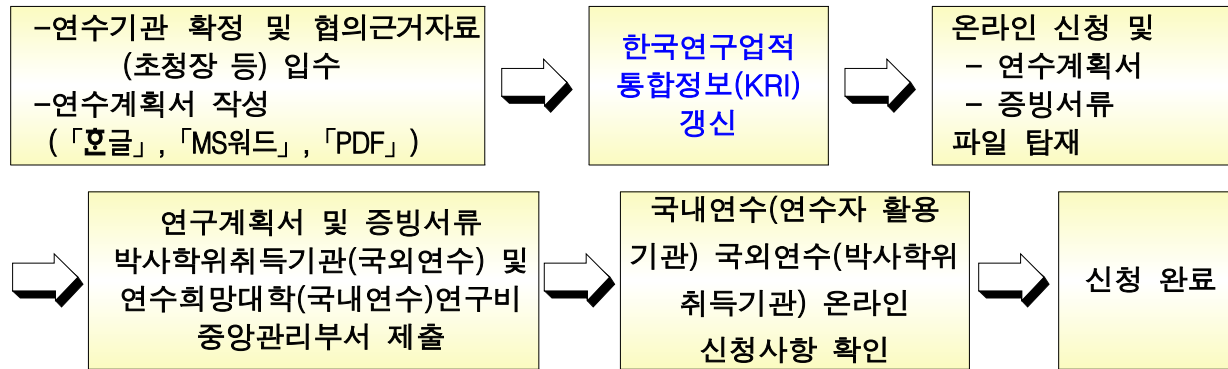 -연수기관 확정 및 협의근거자료
(초청장 등) 입수
-연수계획서 작성
(「훈글」,「MS워드」,「PDF」)
한국연구업적
통합정보(KRI)
갱신
온라인 신청 및
- 연수계획서
- 증빙서류
파일 탑재
연구계획서 및 증빙서류
박사학위취득기관(국외연수) 및
연수희망대학(국내연수)연구비
중앙관리부서 제출
국내연수(연수자 활용
기관) 국외연수(박사학위
취득기관) 온라인
신청사항 확인
신청 완료